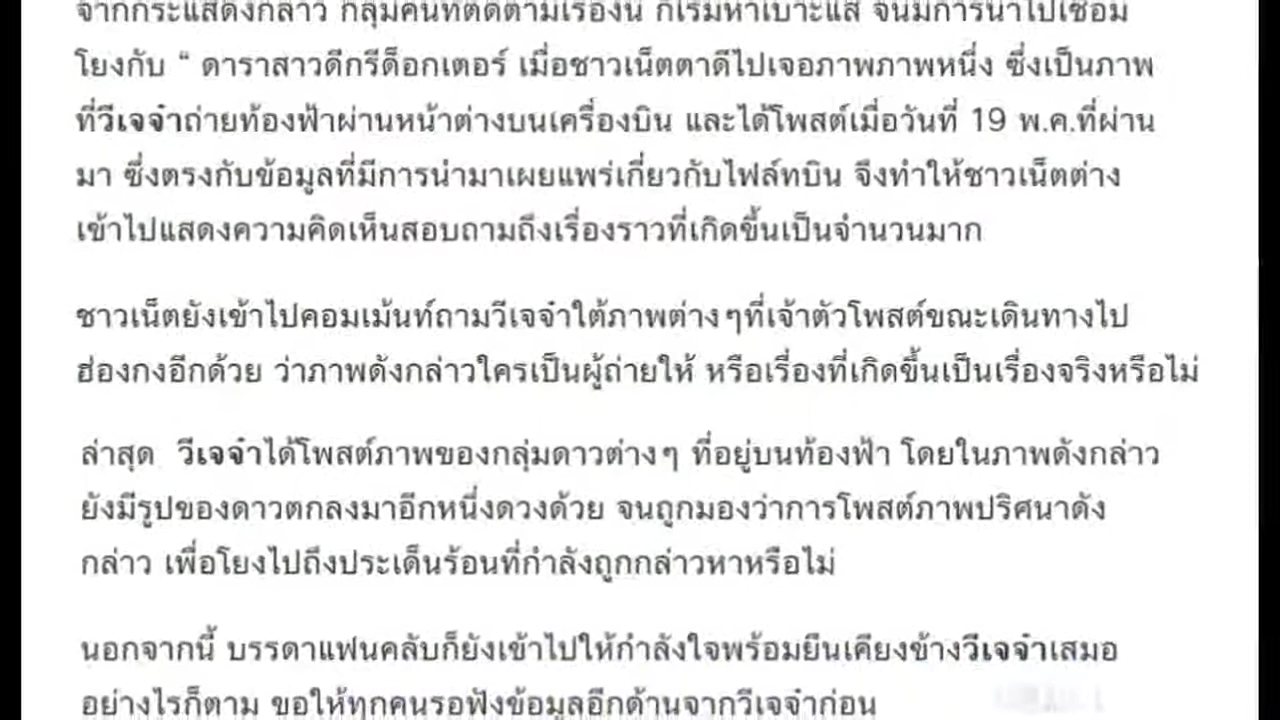 จากกระแสดังกล่าว กลุ่มคนที่ติดตามเรื่องนี้ ก็เริ่มหาเบาะแส จนมีการนำไปเชื่อม
โยงกับ “ ดาราสาวดีกรีด็อกเตอร์ เมื่อชาวเน็ตตาดีไปเจอภาพภาพหนึ่ง ซึ่งเป็นภาพ
ที่วีเจจ๋าถ่ายท้องฟ้าผ่านหน้าต่างบนเครื่องบิน และได้โพสต์เมื่อวันที่ 19 พ.ค.ที่ผ่าน
มา ซึ่งตรงกับข้อมูลที่มีการนำมาเผยแพร่เกี่ยวกับไฟล์ทบิน จึงทำให้ชาวเน็ตต่าง
เข้าไปแสดงความคิดเห็นสอบถามถึงเรื่องราวที่เกิดขึ้นเป็นจำนวนมาก
ชาวเน็ตยังเข้าไปคอมเม้นท์ถามวีเจจ๋าใต้ภาพต่างๆที่เจ้าตัวโพสต์ขณะเดินทางไป
ฮ่องกงอีกด้วย ว่าภาพดังกล่าวใครเป็นผู้ถ่ายให้ หรือเรื่องที่เกิดขึ้นเป็นเรื่องจริงหรือไม่
ล่าสุด วีเจจ๋าได้โพสต์ภาพของกลุ่มดาวต่างๆ ที่อยู่บนท้องฟ้า โดยในภาพดังกล่าว
ยังมีรูปของดาวตกลงมาอีกหนึ่งดวงด้วย จนถูกมองว่าการโพสต์ภาพปริศนาดัง
กล่าว เพื่อโยงไปถึงประเด็นร้อนที่กำลังถูกกล่าวหาหรือไม่
นอกจากนี้ บรรดาแฟนคลับก็ยังเข้าไปให้กำลังใจพร้อมยืนเคียงข้างวีเจจ๋าเสมอ
อย่างไรก็ตาม ขอให้ทุกคนรอฟังข้อมูลอีกด้านจากวีเจจ๋าก่อน